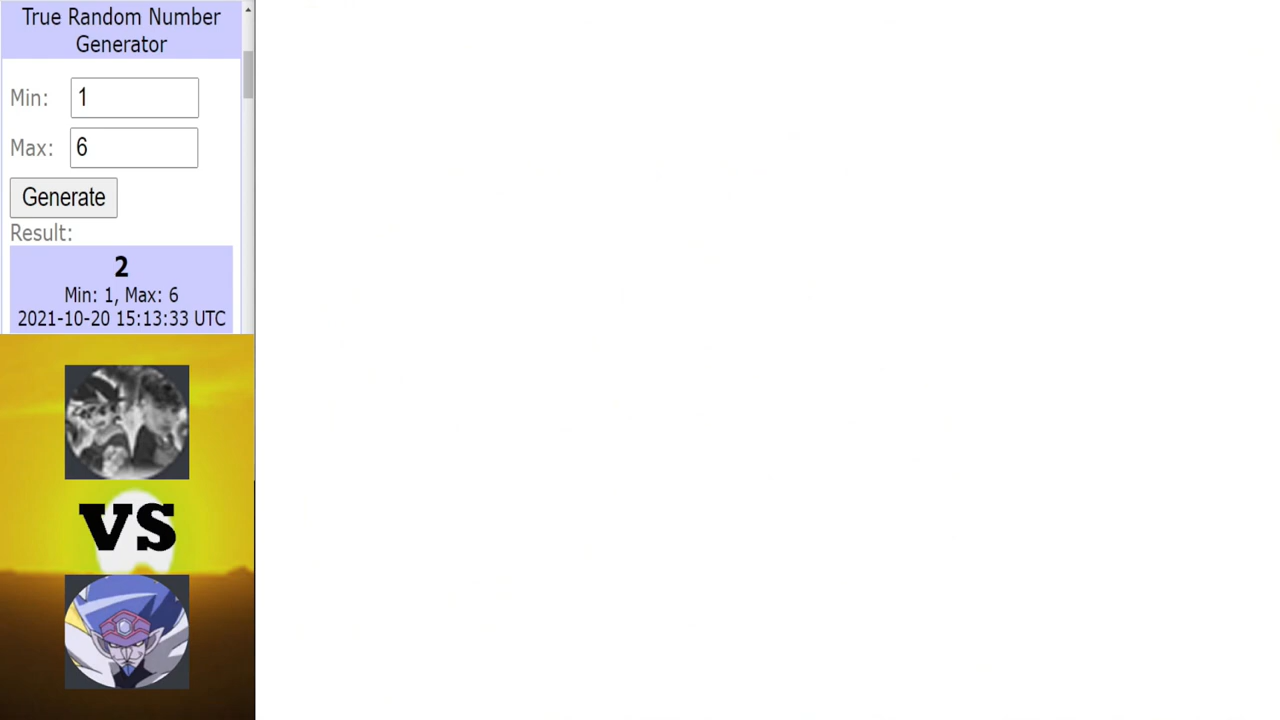 True Random Number
Generator
Min: 1
Max: 6
Generate
Result:
2
Min: 1, Max: 6
2021-10-20 15:13:33 UTC
VS